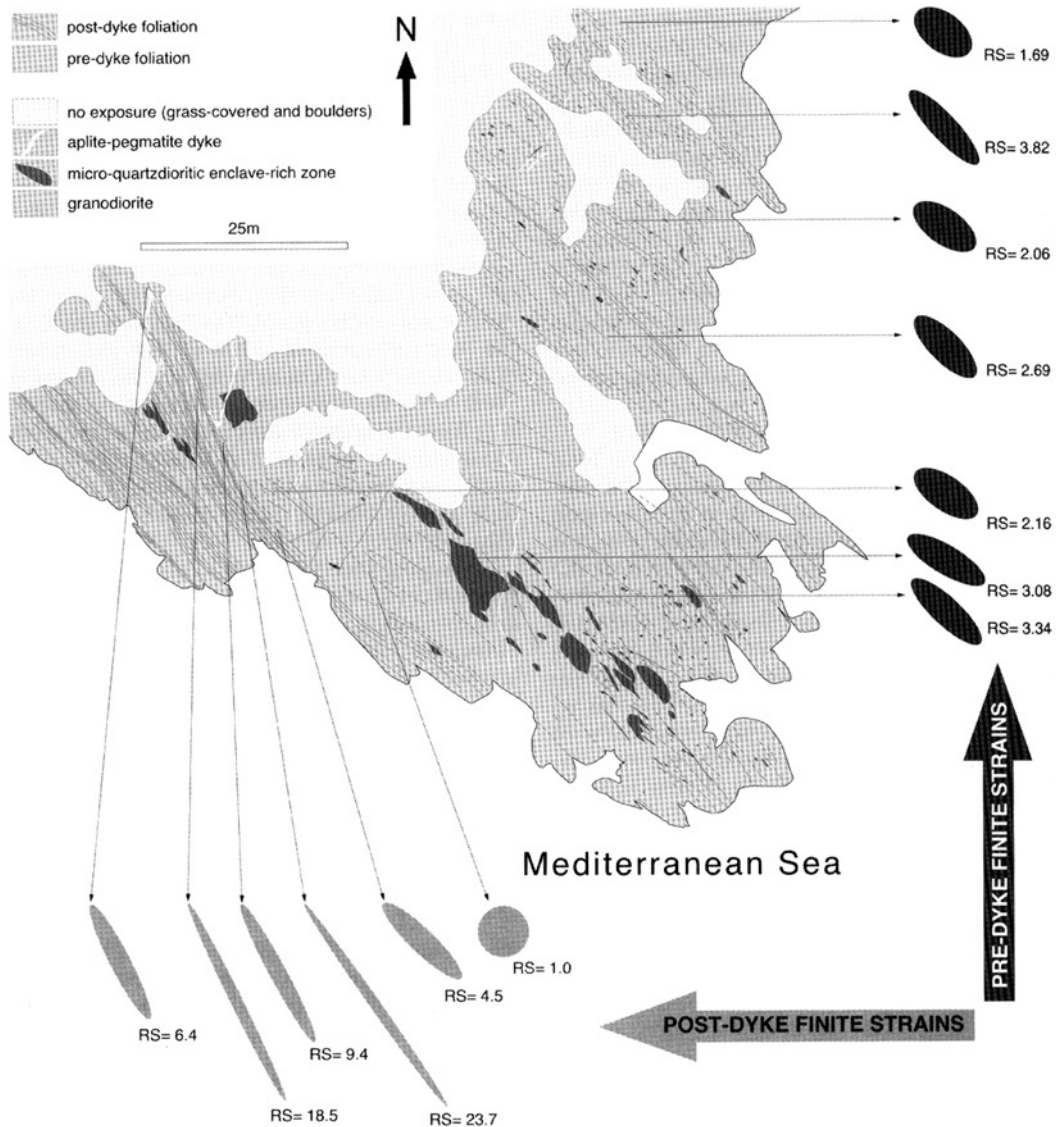 post-dyke foliation
pre-dyke foliation
no exposure (grass-covered and boulders)
aplite-pegmatite dyke
micro-quartzdioritic enclave-rich zone
granodiorite
25m
N
RS= 1.69
RS= 3.82
RS= 2.06
RS= 2.69
RS= 2.16
RS= 3.08
RS= 3.34
PRE-DYKE FINITE STRAINS
Mediterranean Sea
RS= 1.0
RS= 4.5
POST-DYKE FINITE STRAINS
RS= 6.4
RS= 9.4
RS= 18.5
RS= 23.7